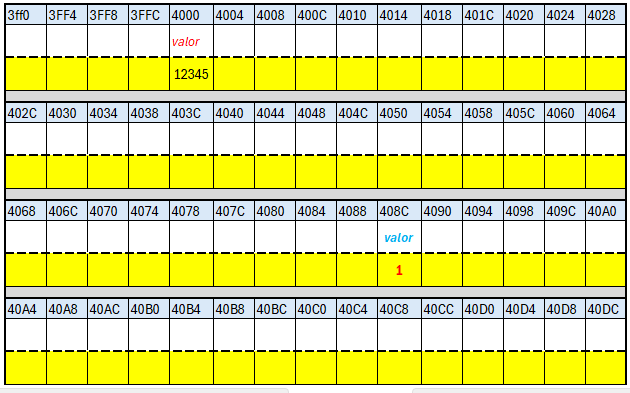 3ff0 3FF4 3FF8 3FFC 4000 4004 4008 400C 4010 4014 4018 401C 4020 4024 4028
valor
12345
402C 4030 4034 4038 403C 4040 4044 4048 404C 4050 4054 4058 405C 4060 4064
4068 406C 4070 4074 4078 407C 4080 4084 4088 408C 4090 4094 4098 409C 40A0
valor
1
40A4 40A8 40AC 40B0 40B4 40B8 40BC 40C0 40C4 40C8 40CC 40D0 40D4 40D8 40DC